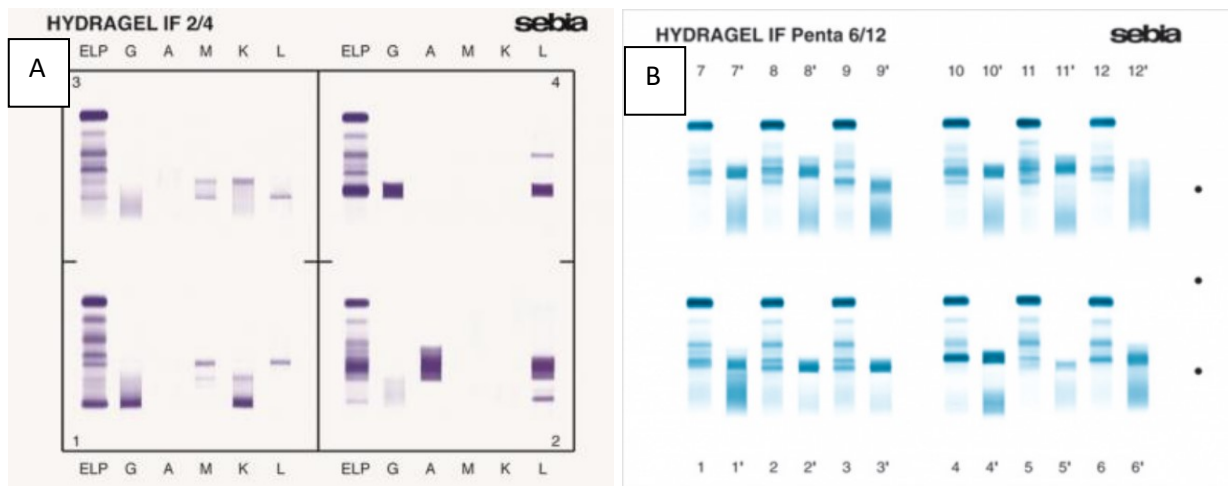 A
HYDRAGEL IF 2/4 sebia
ELP G A M K L ELP G A M K L
3 4
1 2
ELP G A M K L ELP G A M K L
B
HYDRAGEL IF Penta 6/12 sebia
7 7' 8 8' 9 9' 10 10' 11 11' 12 12'
1 1' 2 2' 3 3' 4 4' 5 5' 6 6'